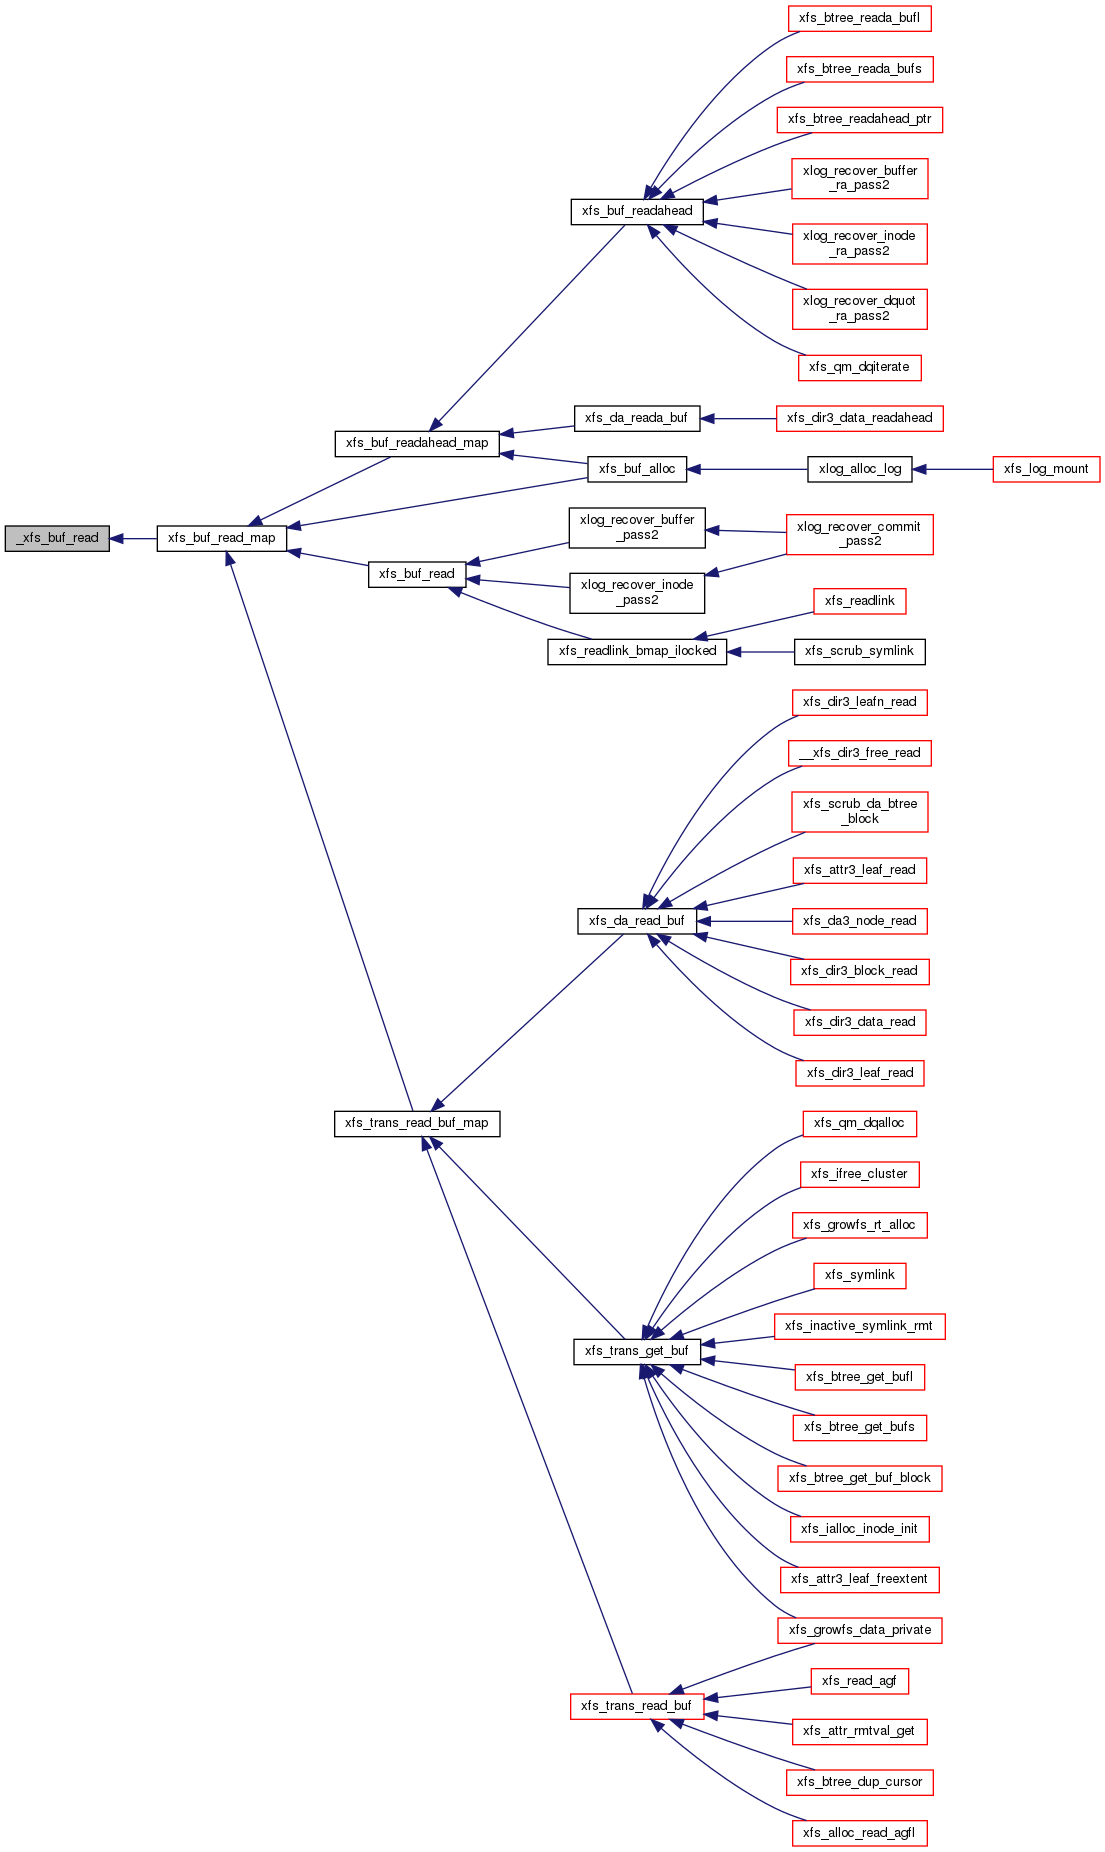 xfs_btree_reada_bufl
xfs_btree_reada_bufs
xfs_btree_readahead_ptr
xlog_recover_buffer
_ra_pass2
xfs_buf_readahead
xlog_recover_inode
_ra_pass2
xlog_recover_dquot
_ra_pass2
xfs_qm_dqiterate
xfs_da_reada_buf
xfs_dir3_data_readahead
xfs_buf_readahead_map
xfs_buf_alloc
xlog_alloc_log
xfs_log_mount
_xfs_buf_read
xfs_buf_read_map
xlog_recover_buffer
_pass2
xlog_recover_commit
_pass2
xfs_buf_read
xlog_recover_inode
_pass2
xfs_readlink
xfs_readlink_bmap_ilocked
xfs_scrub_symlink
xfs_dir3_leafn_read
__xfs_dir3_free_read
xfs_scrub_da_btree
_block
xfs_attr3_leaf_read
xfs_da_read_buf
xfs_da3_node_read
xfs_dir3_block_read
xfs_dir3_data_read
xfs_dir3_leaf_read
xfs_trans_read_buf_map
xfs_qm_dqalloc
xfs_ifree_cluster
xfs_growfs_rt_alloc
xfs_symlink
xfs_inactive_symlink_rmt
xfs_trans_get_buf
xfs_btree_get_bufl
xfs_btree_get_bufs
xfs_btree_get_buf_block
xfs_ialloc_inode_init
xfs_attr3_leaf_freextent
xfs_growfs_data_private
xfs_read_agf
xfs_trans_read_buf
xfs_attr_rmtval_get
xfs_btree_dup_cursor
xfs_alloc_read_agfl